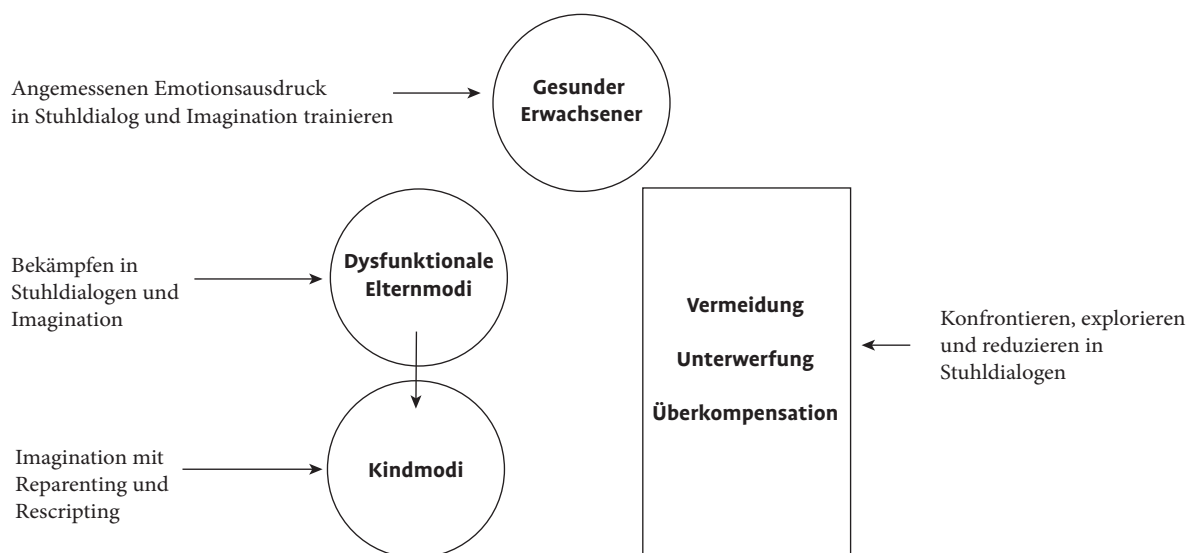 Angemessenen Emotionsausdruck
in Stuhldialog und Imagination trainieren
Gesunder
Erwachsener
Bekämpfen in
Stuhldialogen und
Imagination
Dysfunktionale
Elternmodi
Vermeidung
Unterwerfung
Überkompensation
Konfrontieren, explorieren
und reduzieren in
Stuhldialogen
Imagination mit
Reparenting und
Rescripting
Kindmodi